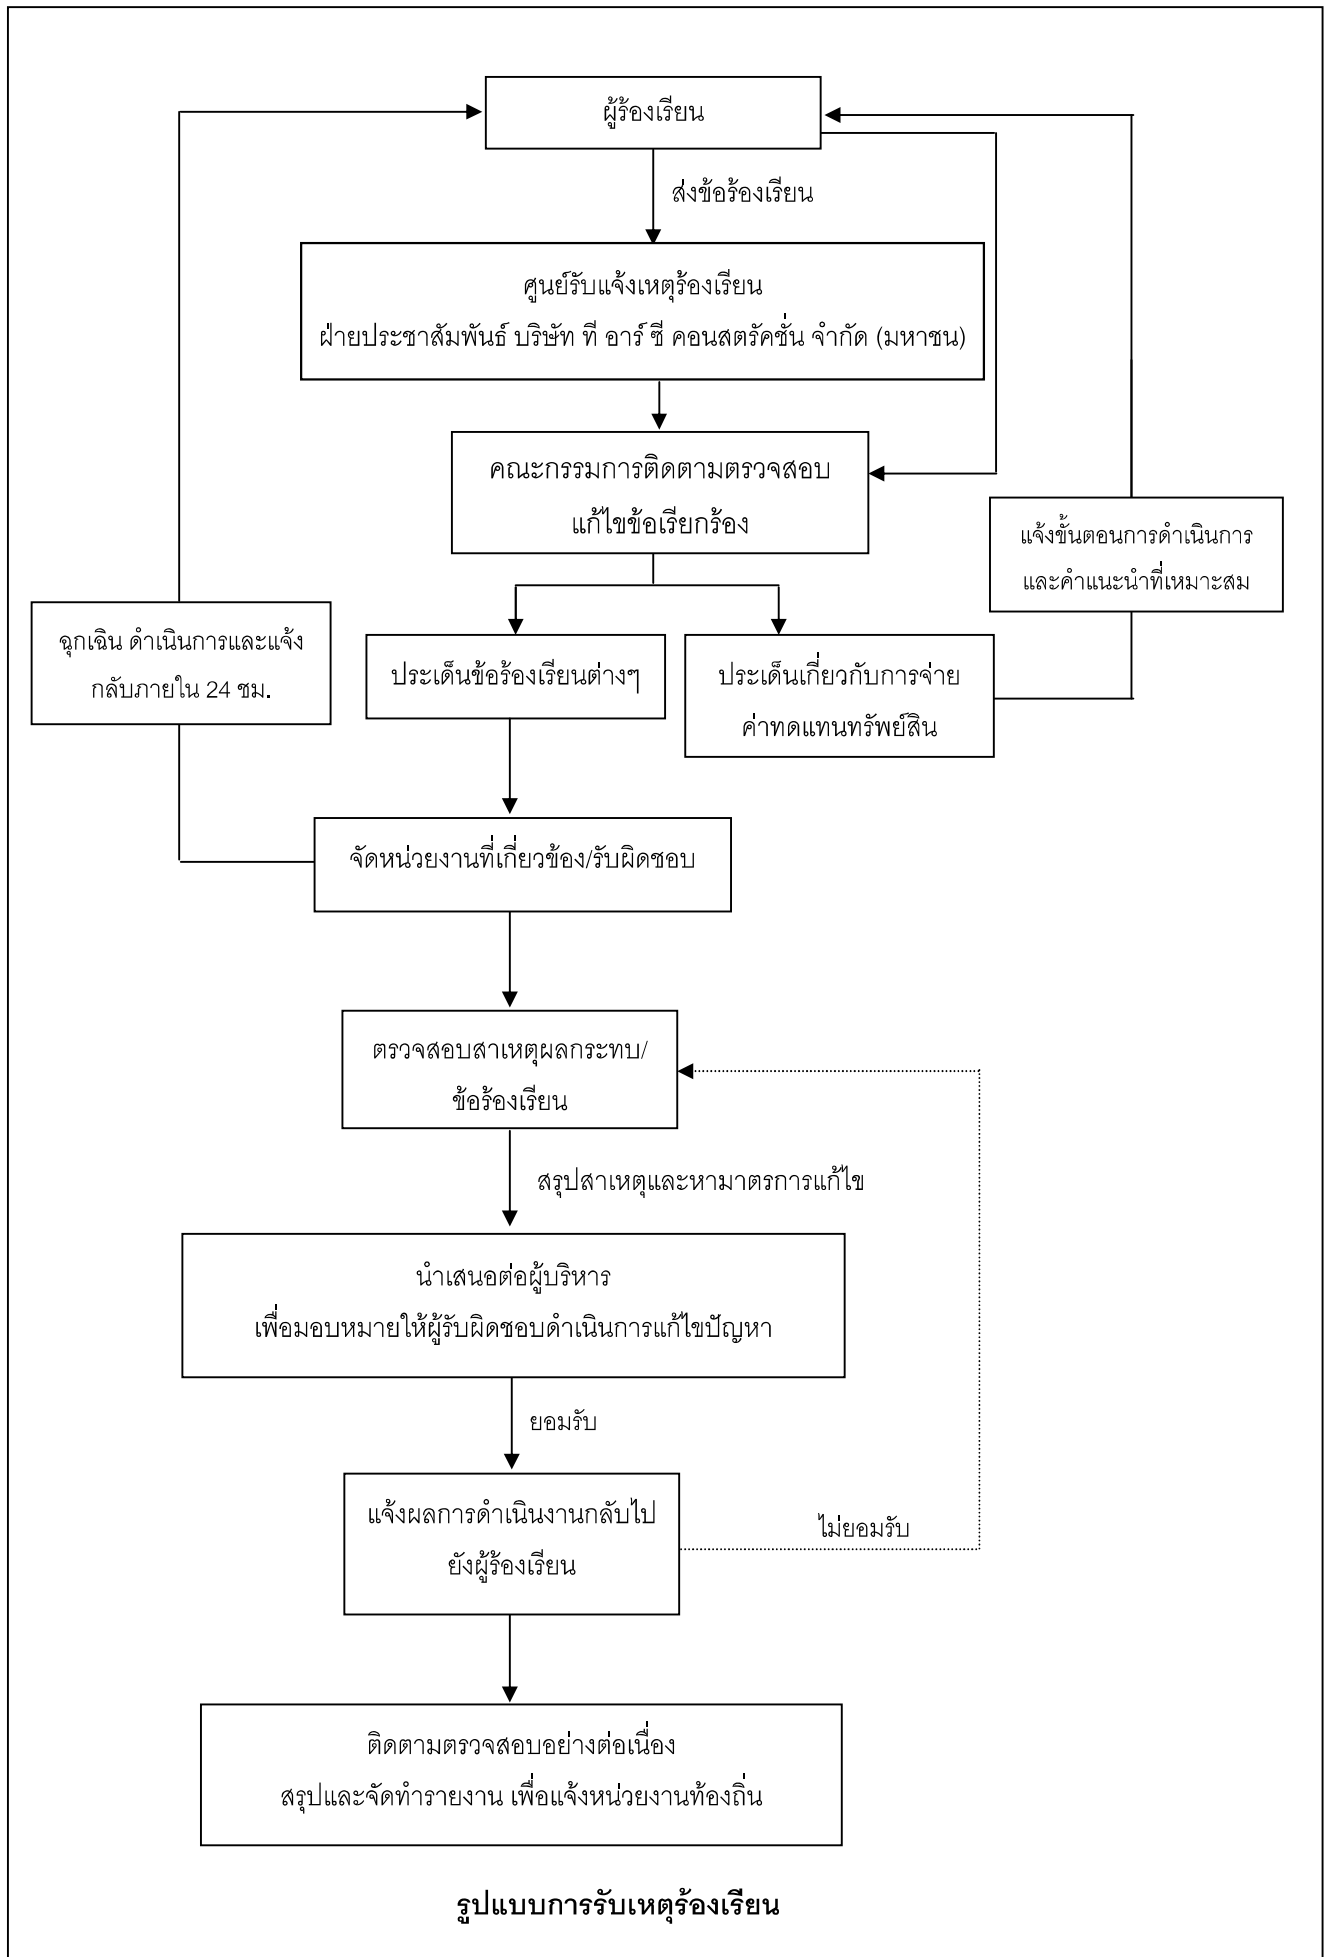 ผู้ร้องเรียน
ส่งข้อร้องเรียน
ศูนย์รับแจ้งเหตุร้องเรียน
ฝ่ายประชาสัมพันธ์ บริษัท ที อาร์ ซี คอนสตรัคชั่น จำกัด (มหาชน)
คณะกรรมการติดตามตรวจสอบ
แก้ไขข้อเรียกร้อง
แจ้งขั้นตอนการดำเนินการ
และคำแนะนำที่เหมาะสม
ฉุกเฉิน ดำเนินการและแจ้ง
กลับภายใน 24 ชม.
ประเด็นข้อร้องเรียนต่างๆ
ประเด็นเกี่ยวกับการจ่าย
ค่าทดแทนทรัพย์สิน
จัดหน่วยงานที่เกี่ยวข้อง/รับผิดชอบ
ตรวจสอบสาเหตุผลกระทบ/
ข้อร้องเรียน
สรุปสาเหตุและหามาตรการแก้ไข
นำเสนอต่อผู้บริหาร
เพื่อมอบหมายให้ผู้รับผิดชอบดำเนินการแก้ไขปัญหา
ยอมรับ
แจ้งผลการดำเนินงานกลับไป
ยังผู้ร้องเรียน
ไม่ยอมรับ
ติดตามตรวจสอบอย่างต่อเนื่อง
สรุปและจัดทำรายงาน เพื่อแจ้งหน่วยงานท้องถิ่น
รูปแบบการรับเหตุร้องเรียน